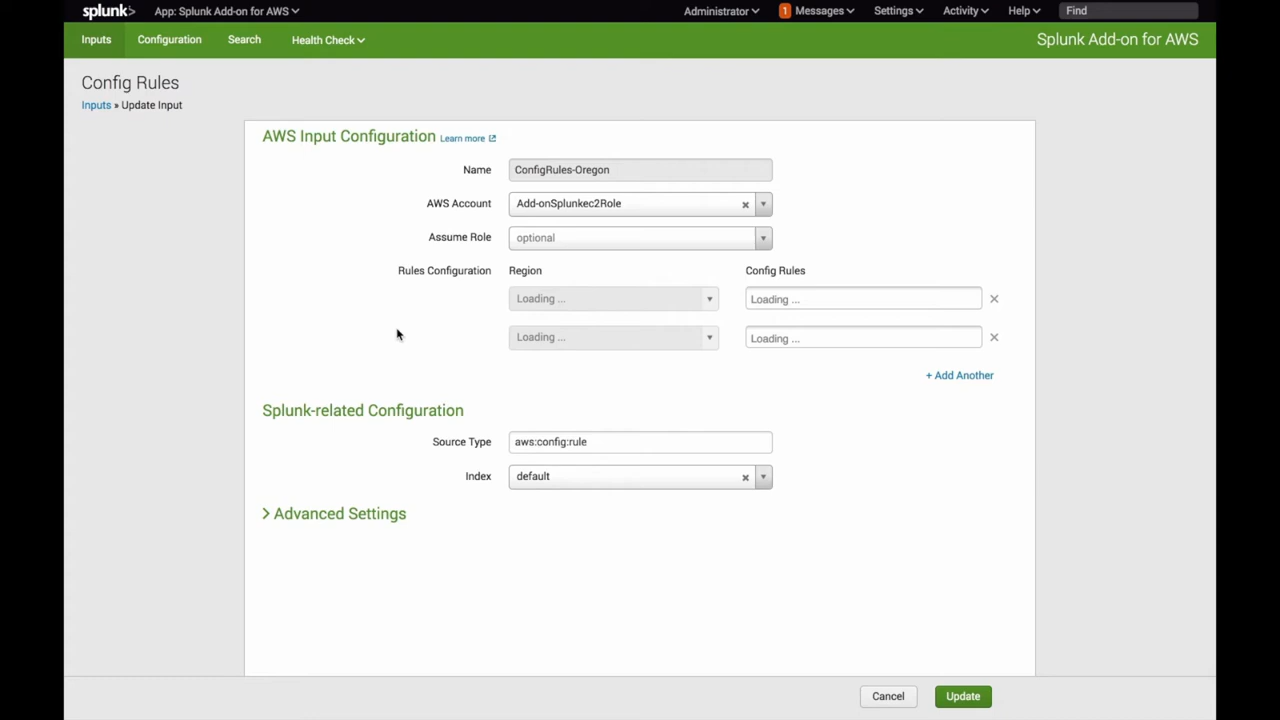 splunk> App: Splunk Add-on for AWS Administrator 1 Messages Settings Activity Help Find
Inputs Configuration Search Health Check Splunk Add-on for AWS
Config Rules
Inputs » Update Input
AWS Input Configuration Learn more
Name ConfigRules-Oregon
AWS Account Add-onSplunkec2Role
Assume Role optional
Rules Configuration Region Config Rules
Loading ... Loading ...
Loading ... Loading ...
+ Add Another
Splunk-related Configuration
Source Type aws:config:rule
Index default
Advanced Settings
Cancel Update